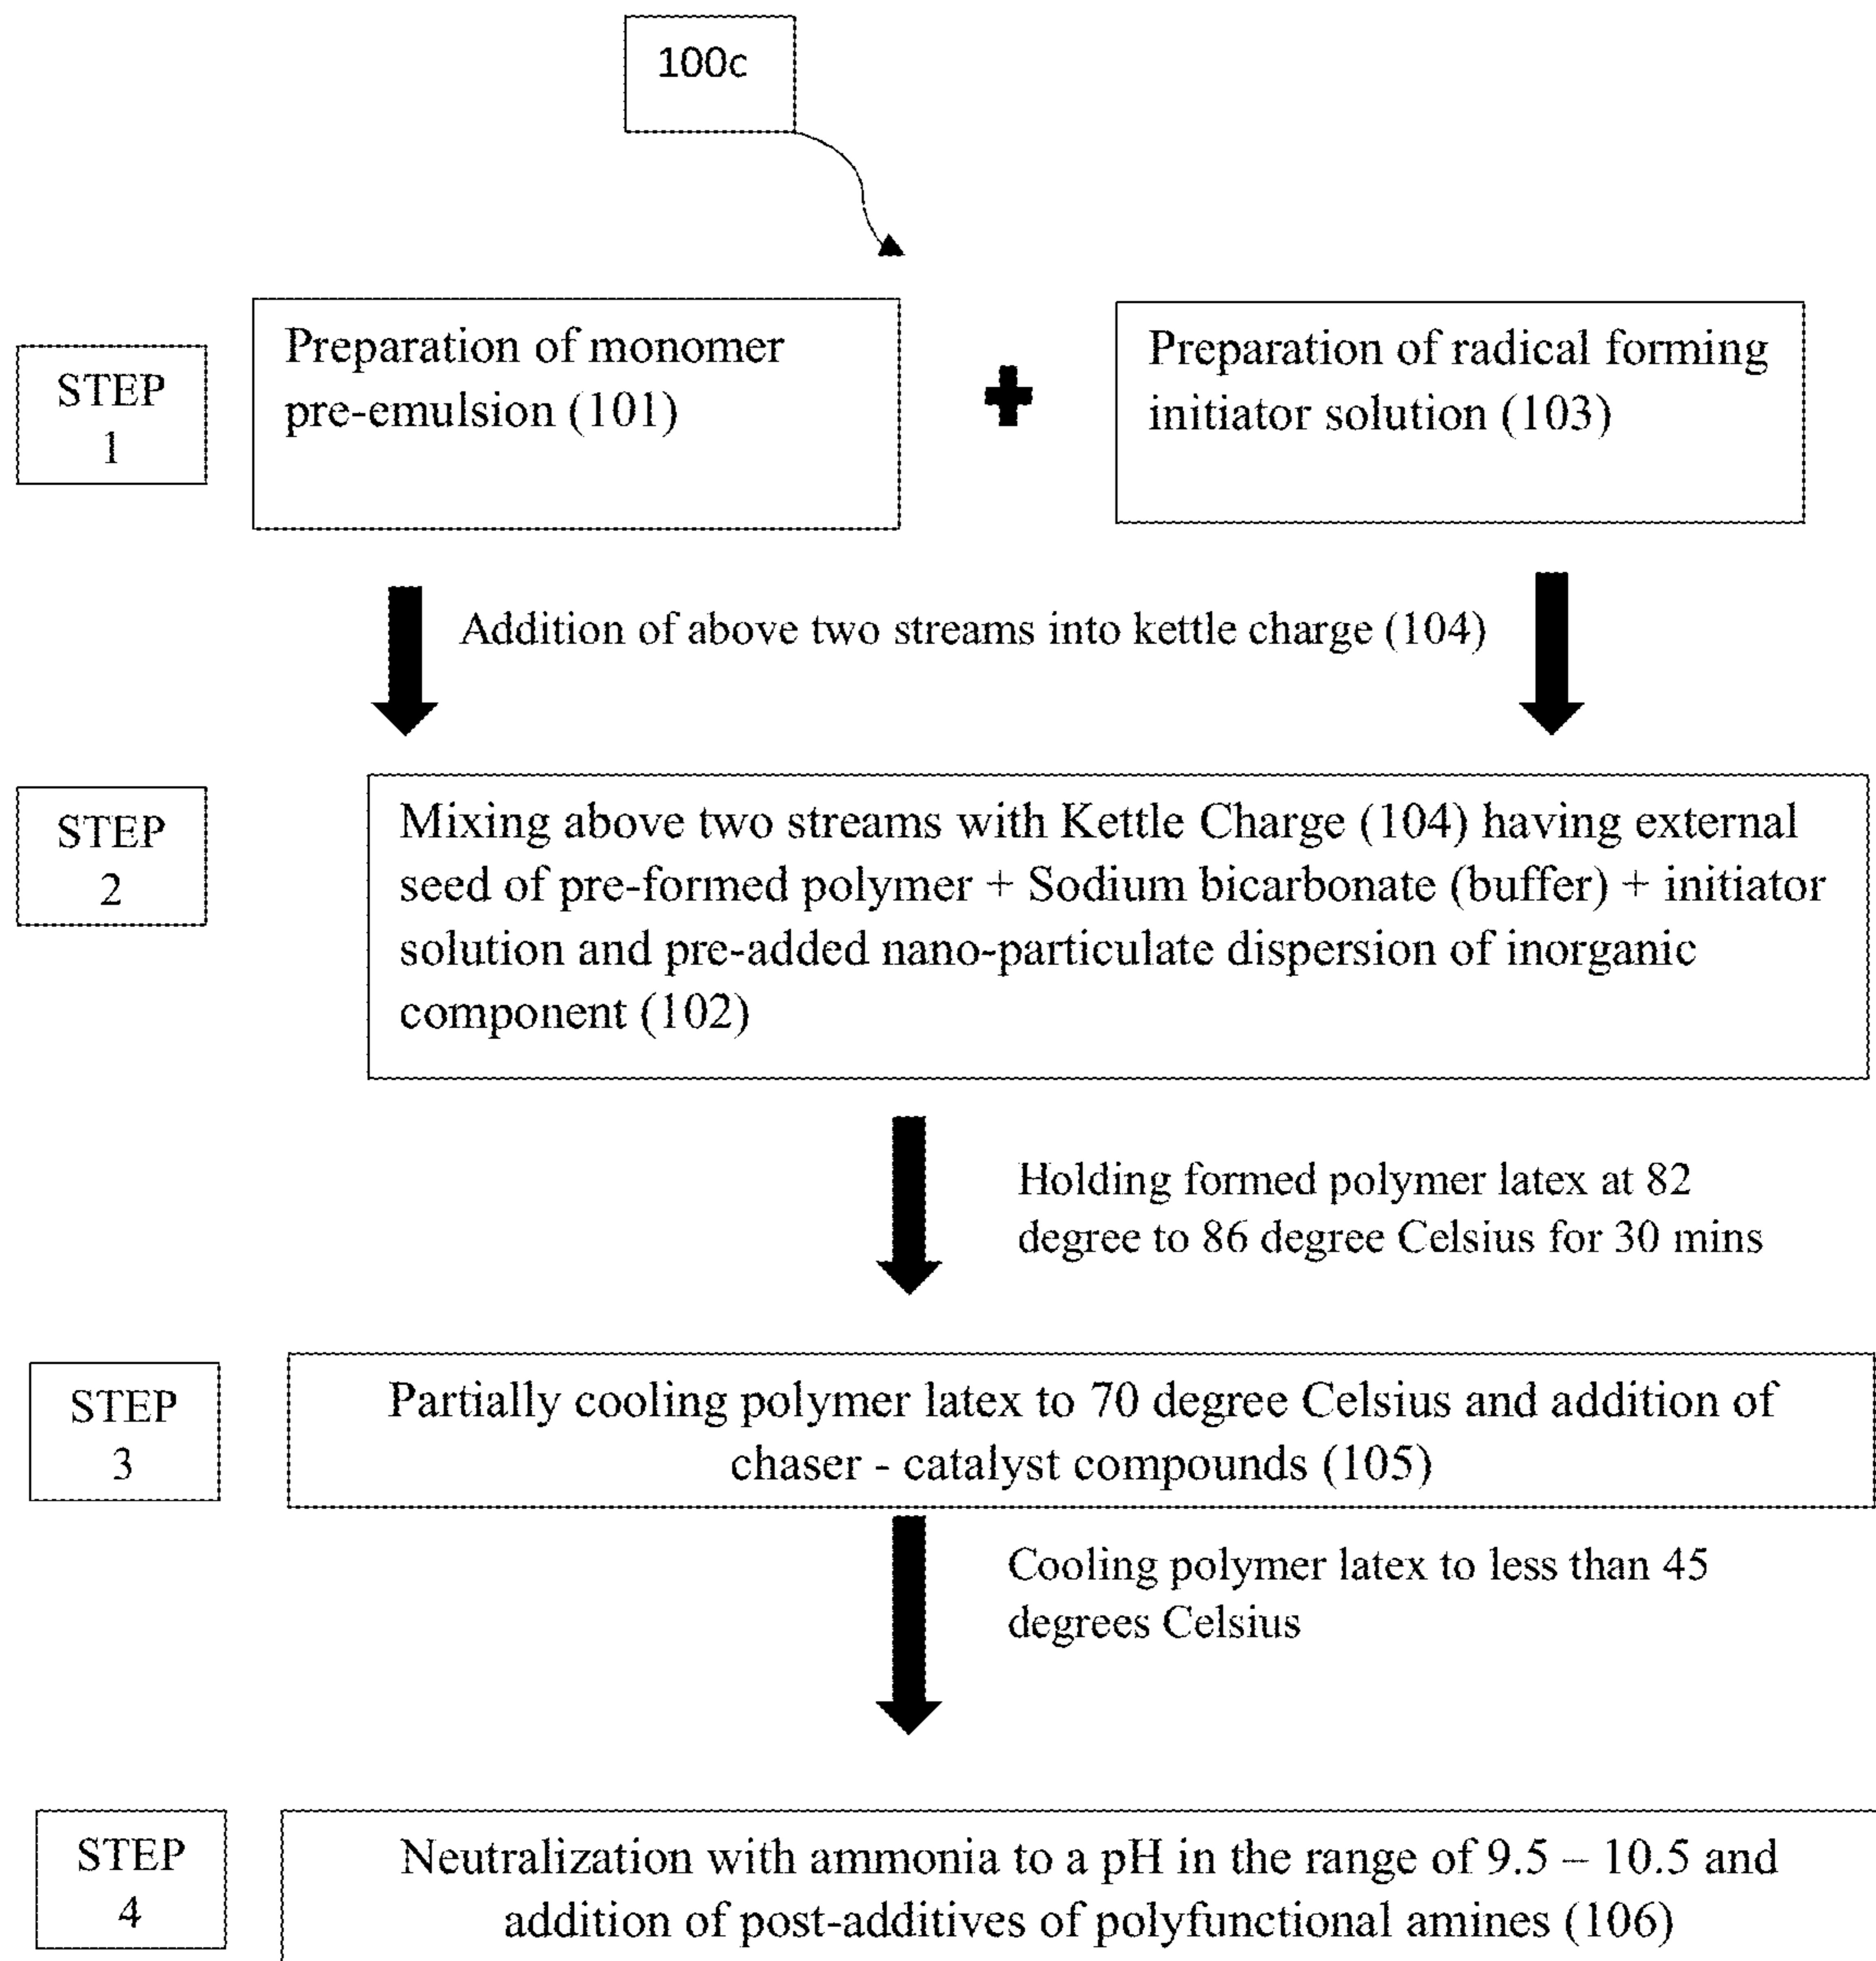 100c
STEP
1
Preparation of monomer
pre-emulsion (101)
Preparation of radical forming
initiator solution (103)
Addition of above two streams into kettle charge (104)
STEP
2
Mixing above two streams with Kettle Charge (104) having external
seed of pre-formed polymer + Sodium bicarbonate (buffer) + initiator
solution and pre-added nano-particulate dispersion of inorganic
component (102)
Holding formed polymer latex at 82
degree to 86 degree Celsius for 30 mins
STEP
3
Partially cooling polymer latex to 70 degree Celsius and addition of
chaser - catalyst compounds (105)
Cooling polymer latex to less than 45
degrees Celsius
STEP
4
Neutralization with ammonia to a pH in the range of 9.5 – 10.5 and
addition of post-additives of polyfunctional amines (106)